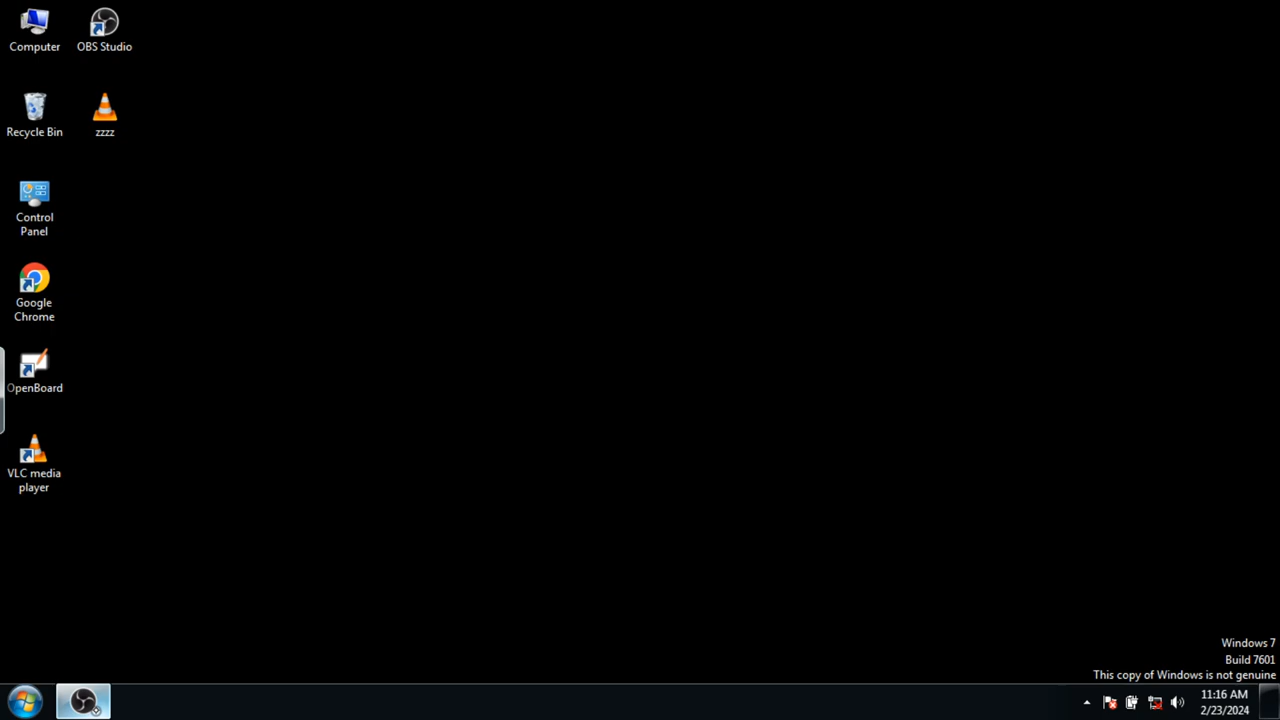 Computer
OBS Studio
Recycle Bin
zzzz
Control
Panel
Google
Chrome
OpenBoard
VLC media
player
Windows 7
Build 7601
This copy of Windows is not genuine
11:16 AM
2/23/2024